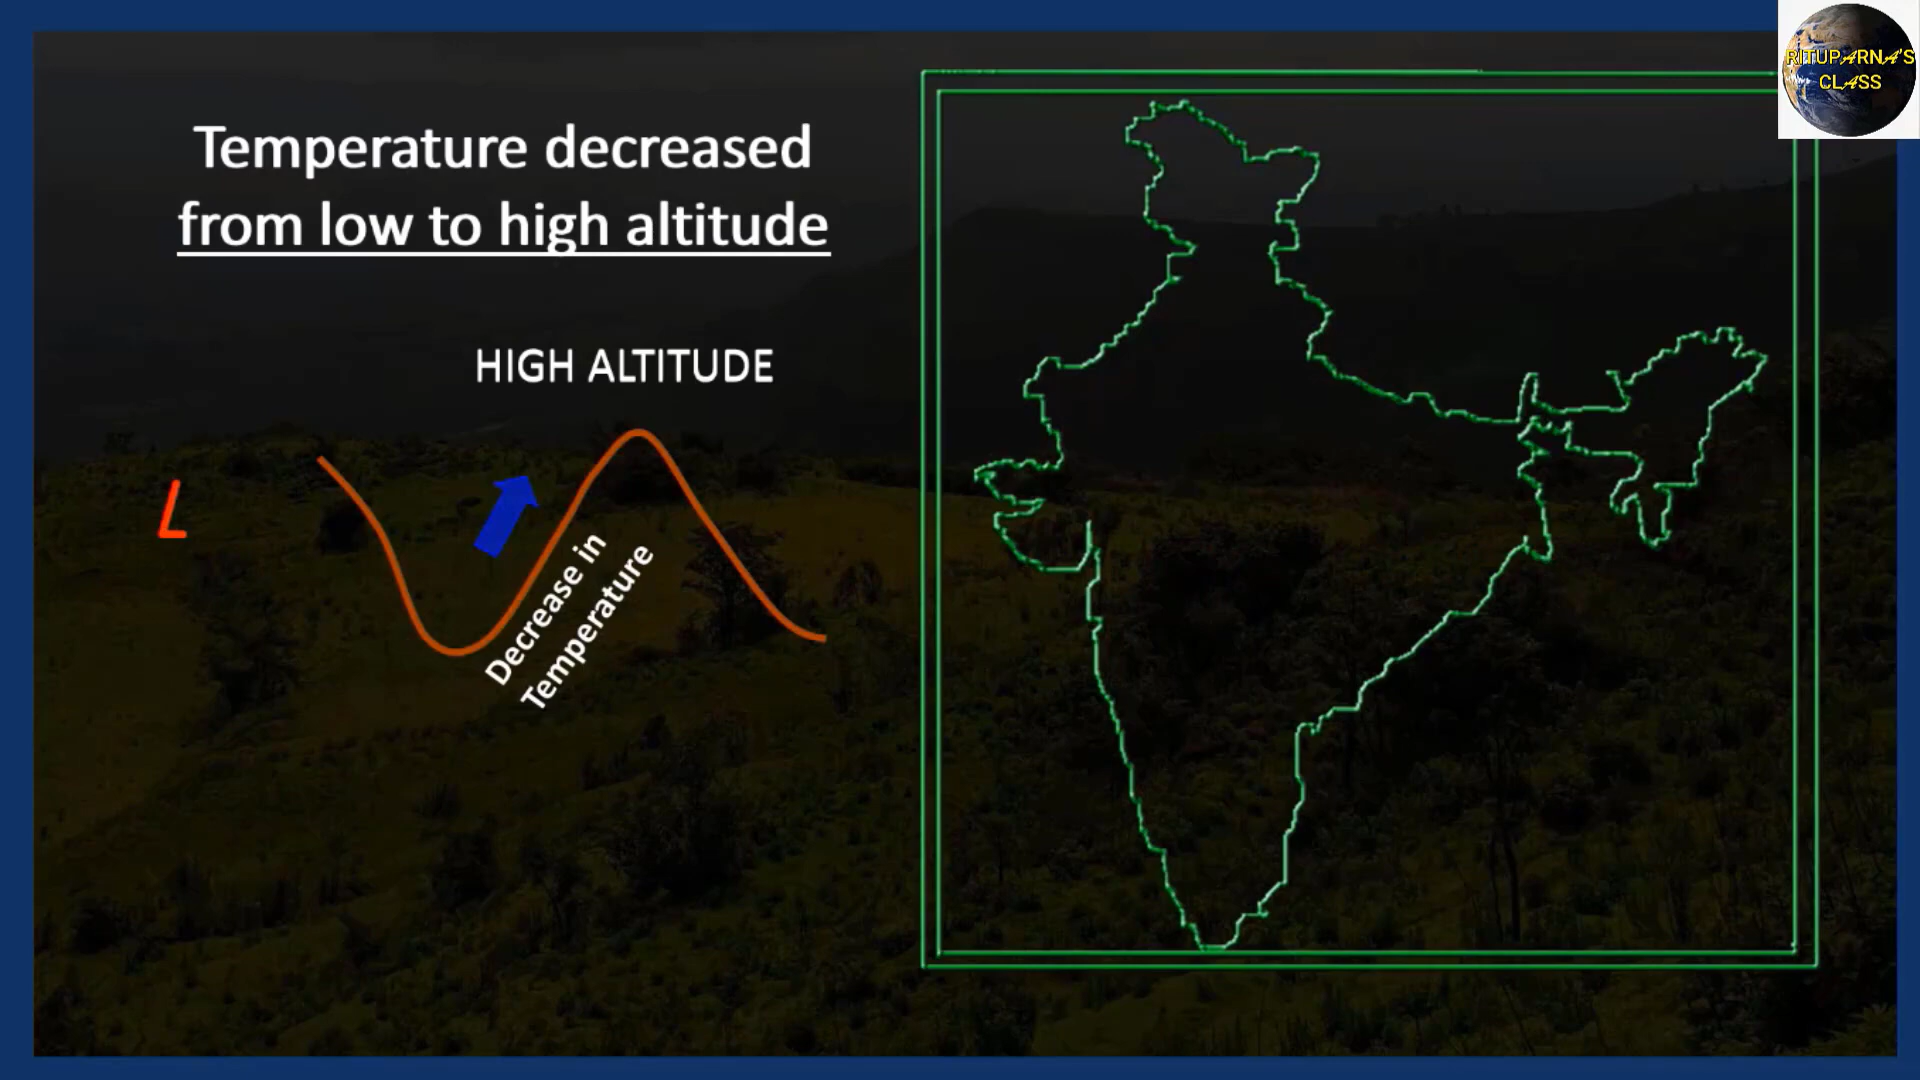 RITUPARNA'S
CLASS
Temperature decreased
from low to high altitude
HIGH ALTITUDE
L
Decrease in
Temperature